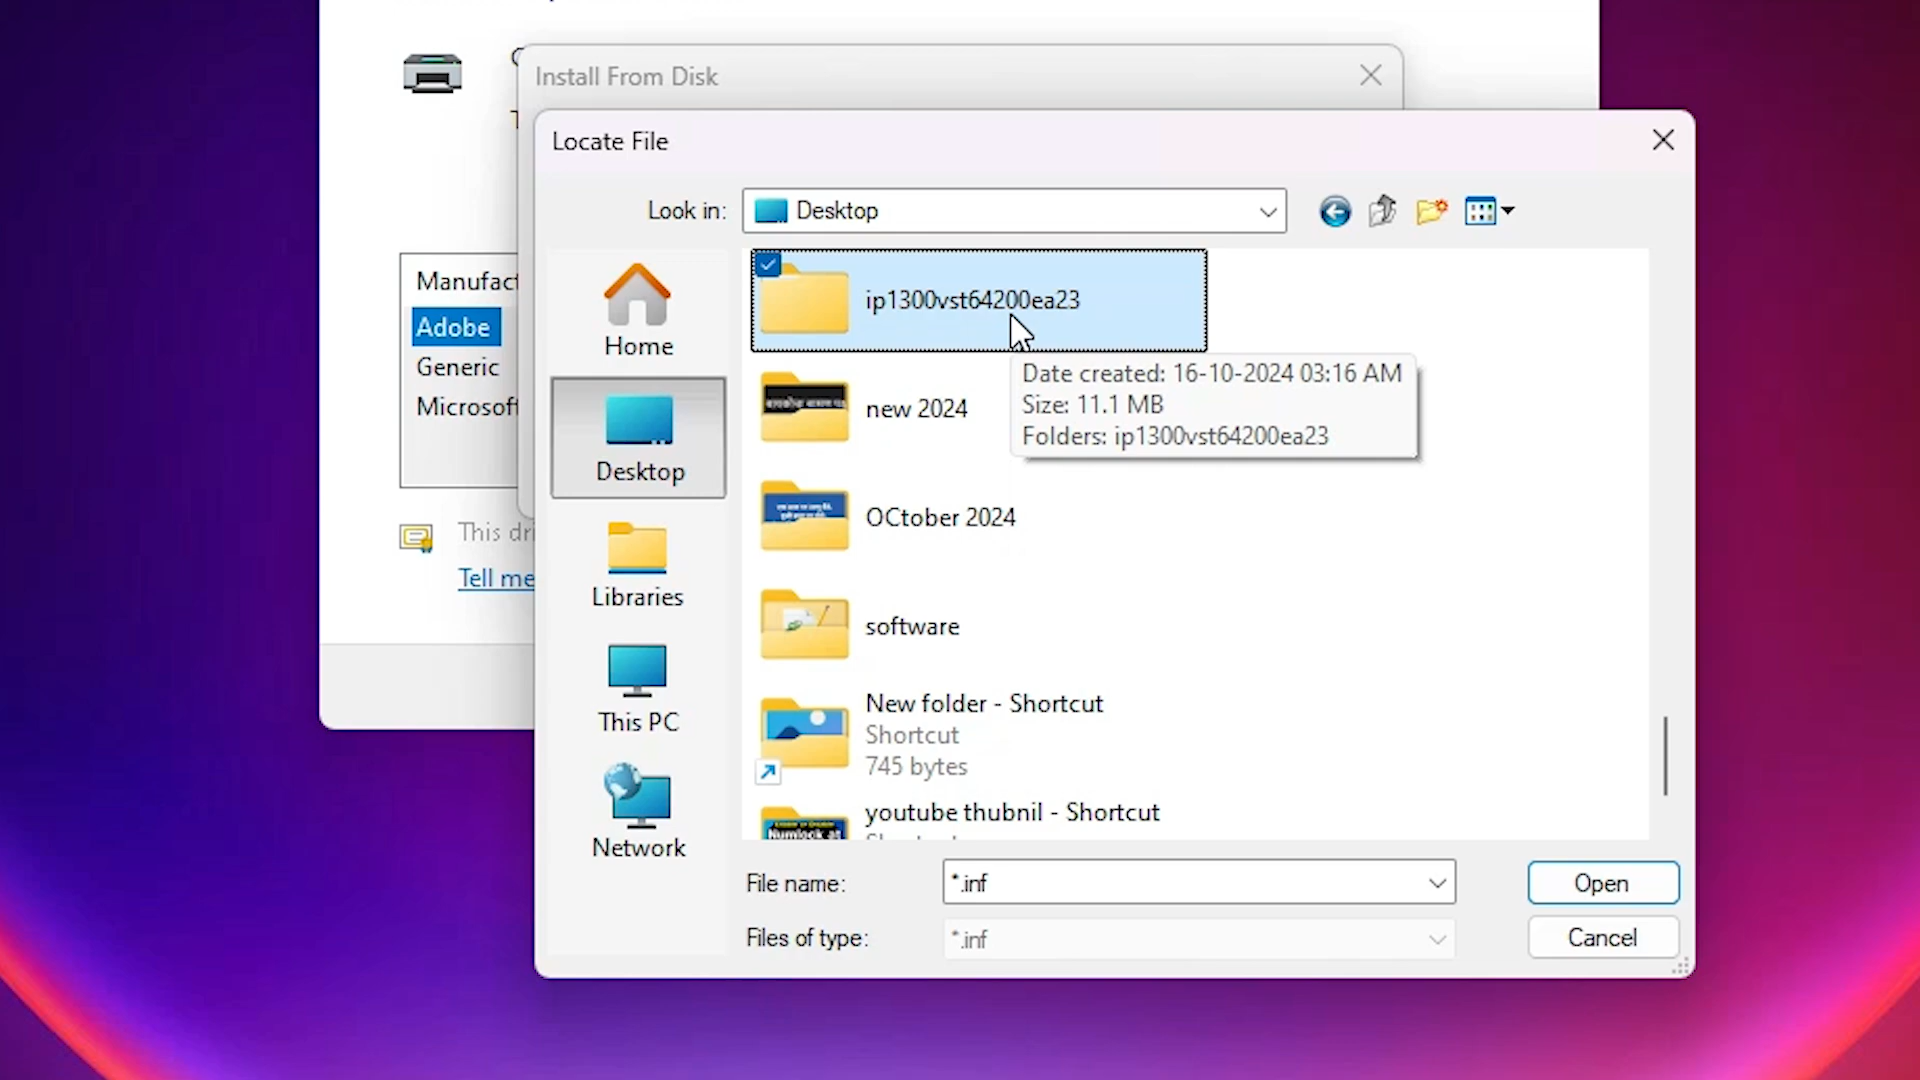 Install From Disk
Locate File
Look in:
Desktop
Manufact
Adobe
Generic
Microsoft
This dri
Tell me
Home
Desktop
Libraries
This PC
Network
ip1300vst64200ea23
Date created: 16-10-2024 03:16 AM
Size: 11.1 MB
Folders: ip1300vst64200ea23
new 2024
OCtober 2024
software
New folder - Shortcut
Shortcut
745 bytes
youtube thubnil - Shortcut
File name:
*.inf
Open
Files of type:
*.inf
Cancel